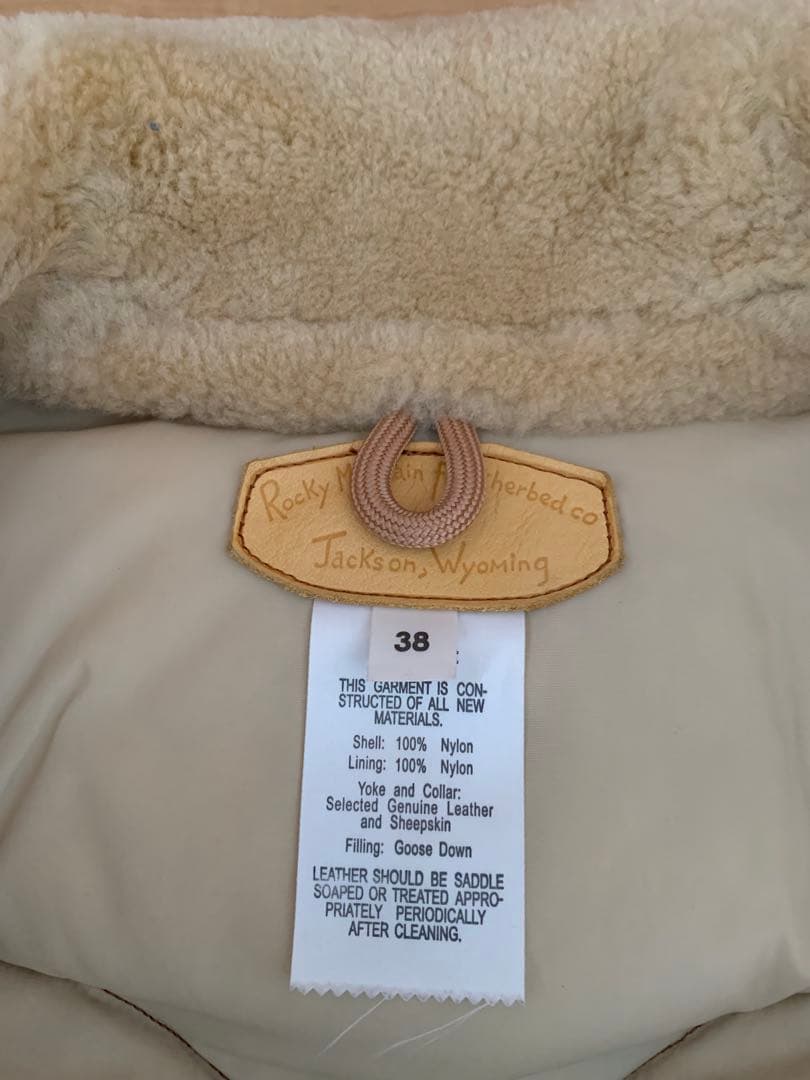 Rocky M ain F therbed co
Jackson, Wyoming
38
THIS GARMENT IS CON-
STRUCTED OF ALL NEW
MATERIALS.
Shell: 100% Nylon
Lining: 100% Nylon
Yoke and Collar:
Selected Genuine Leather
and Sheepskin
Filling: Goose Down
LEATHER SHOULD BE SADDLE
SOAPED OR TREATED APPRO-
PRIATELY PERIODICALLY
AFTER CLEANING.